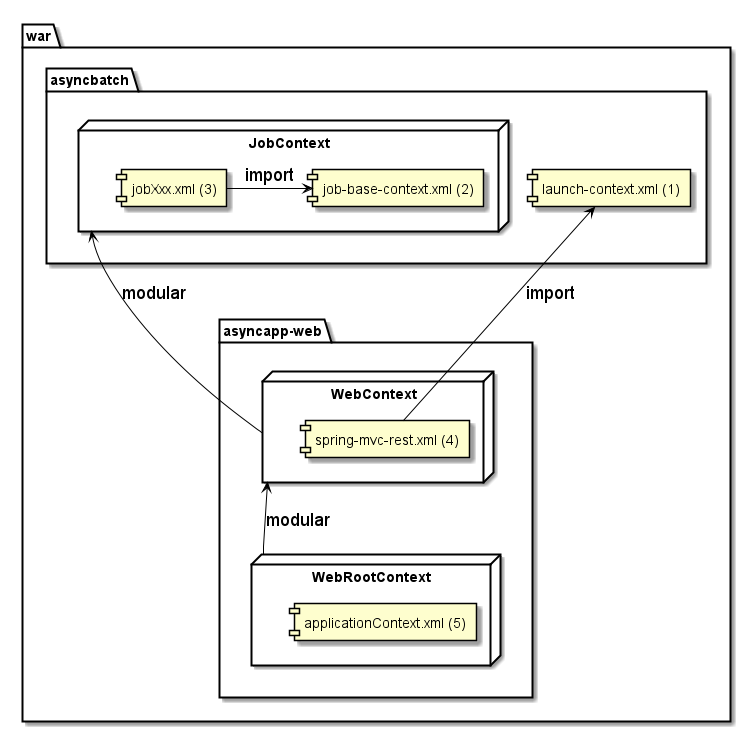 war
asyncbatch
JobContext
jobXxx.xml (3)
import
job-base-context.xml (2)
launch-context.xml (1)
modular
import
asyncapp-web
WebContext
spring-mvc-rest.xml (4)
modular
WebRootContext
applicationContext.xml (5)